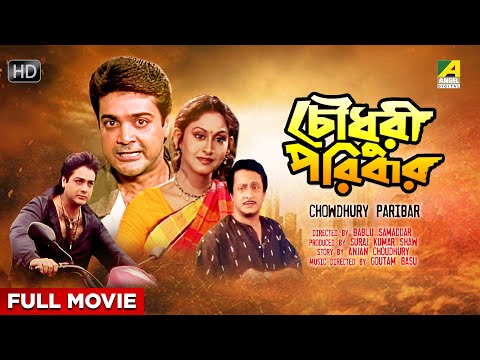 HD
A
ANGEL
DIGITAL
চৌধুরী
পরিবার
CHOWDHURY PARIBAR
DIRECTED BY BABLU SAMADDAR
PRODUCED BY SURAJ KUMAR SHAW
STORY BY ANJAN CHOUDHURY
MUSIC DIRECTED BY GOUTAM BASU
FULL MOVIE